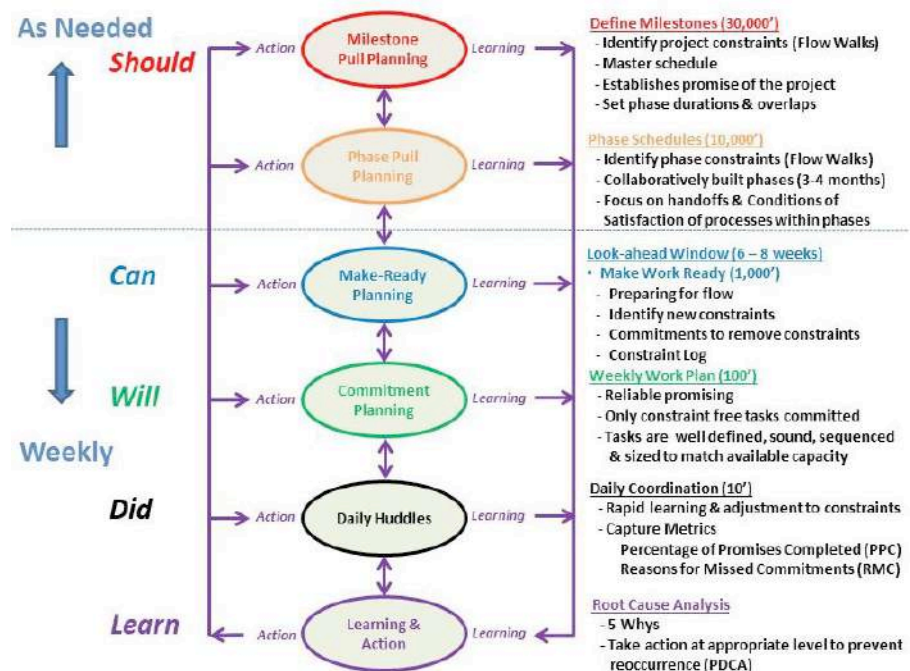 As Needed
Should
Action
Milestone
Pull Planning
Learning
Define Milestones (30,000’)
- Identify project constraints (Flow Walks)
- Master schedule
- Establishes promise of the project
- Set phase durations & overlaps
Action
Phase Pull
Planning
Learning
Phase Schedules (10,000’)
- Identify phase constraints (Flow Walks)
- Collaboratively built phases (3-4 months)
- Focus on handoffs & Conditions of
Satisfaction of processes within phases
Can
Action
Make-Ready
Planning
Learning
Look-ahead Window (6 – 8 weeks)
• Make Work Ready (1,000’)
- Preparing for flow
- Identify new constraints
- Commitments to remove constraints
- Constraint Log
Will
Action
Commitment
Planning
Learning
Weekly Work Plan (100’)
- Reliable promising
- Only constraint free tasks committed
- Tasks are well defined, sound, sequenced
& sized to match available capacity
Weekly
Did
Action
Daily Huddles
Learning
Daily Coordination (10’)
- Rapid learning & adjustment to constraints
- Capture Metrics
Percentage of Promises Completed (PPC)
Reasons for Missed Commitments (RMC)
Learn
Action
Learning &
Action
Learning
Root Cause Analysis
- 5 Whys
- Take action at appropriate level to prevent
reoccurrence (PDCA)